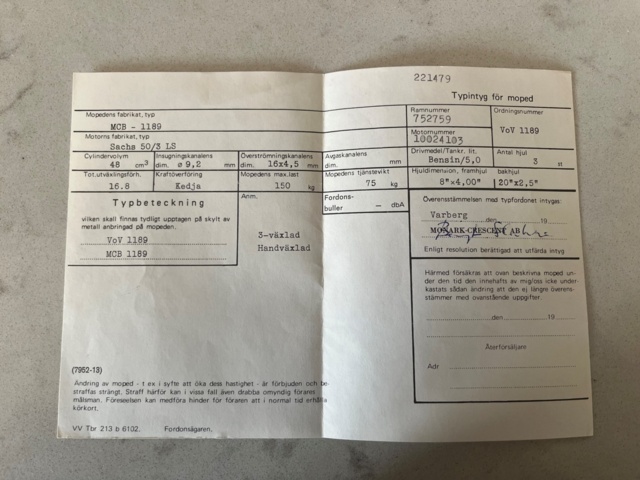 221479
Typintyg för moped
Mopedens fabrikat, typ
MCB - 1189
Ramnummer
752759
Ordningsnummer
VoV 1189
Motorns fabrikat, typ
Sachs 50/3 LS
Motornummer
10024103
Cylindervolym
48 cm³
Insugningskanalens
dim. ø 9,2 mm
Överströmningskanalens
dim. 16x4,5 mm
Avgaskanalens
dim. mm
Drivmedel/Tankr. lit.
Bensin/5,0
Antal hjul
3 st
Tot.utväxlingsförh.
16.8
Kraftöverföring
Kedja
Mopedens max.last
150 kg
Mopedens tjänstevikt
75 kg
Hjuldimension, framhjul
8"x4,00"
bakhjul
20"x2,5"
Typbeteckning
vilken skall finnas tydligt upptagen på skylt av
metall anbringad på mopeden.
VoV 1189
MCB 1189
Anm.
3-växlad
Handväxlad
Fordons-
buller - dbA
Överensstämmelsen med typfordonet intygas:
Varberg den 19
MONARK-CRESCENT AB
Enligt resolution berättigad att utfärda intyg
Härmed försäkras att ovan beskrivna moped un-
der den tid den innehafts av mig/oss icke under-
kastats sådan ändring att den ej längre överens-
stämmer med ovanstående uppgifter.
den 19
Återförsäljare
Adr
(7952-13)
Ändring av moped - t ex i syfte att öka dess hastighet - är förbjuden och be-
straffas strängt. Straff härför kan i vissa fall även drabba omyndig förares
målsman. Förseelsen kan medföra hinder för föraren att i normal tid erhålla
körkort.
VV Tbr 213 b 6102. Fordonsägaren.